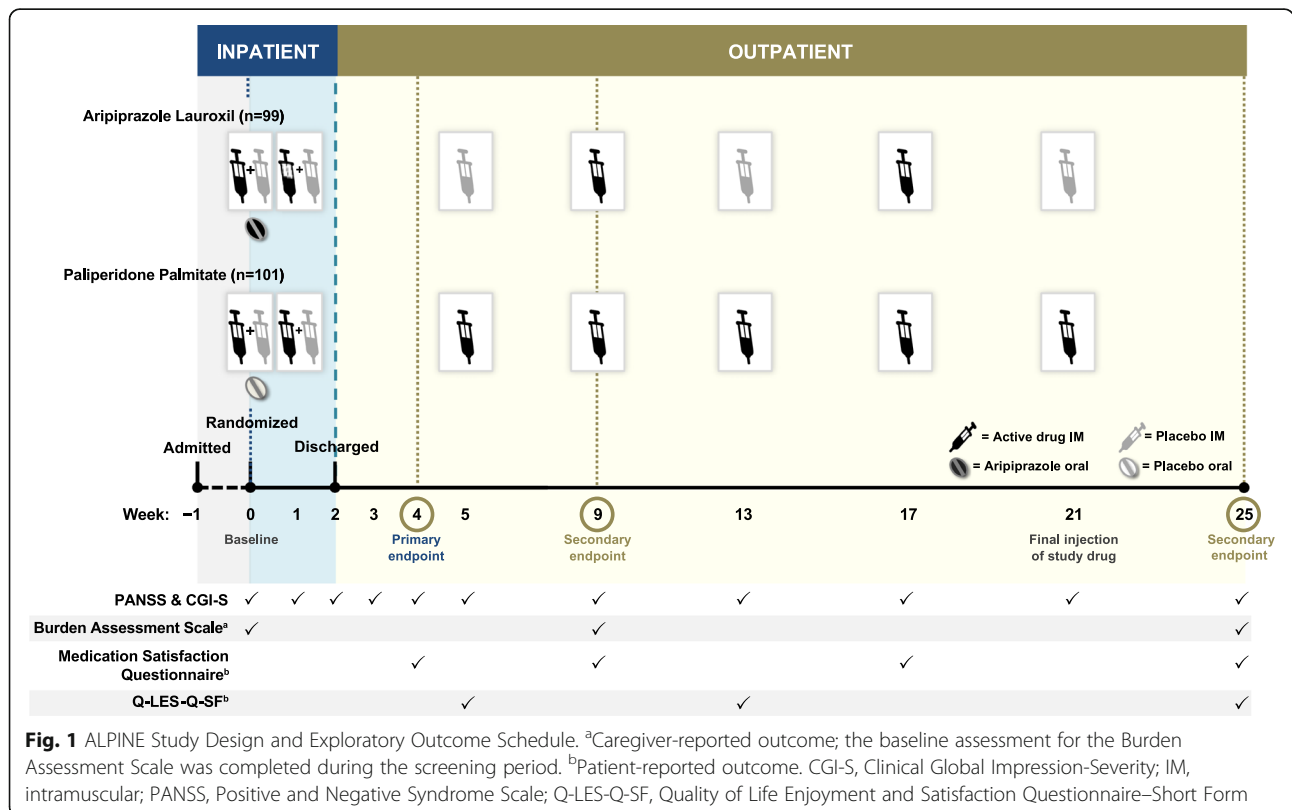 INPATIENT OUTPATIENT
Aripiprazole Lauroxil (n=99)
+ +
Paliperidone Palmitate (n=101)
+ +
Randomized
Admitted Discharged
= Active drug IM = Placebo IM
= Aripiprazole oral = Placebo oral
Week: −1 0 1 2 3 4 5 9 13 17 21 25
Baseline Primary endpoint Secondary endpoint Final injection of study drug Secondary endpoint
PANSS & CGI-S ✓ ✓ ✓ ✓ ✓ ✓ ✓ ✓ ✓ ✓ ✓
Burden Assessment Scaleᵃ ✓ ✓ ✓
Medication Satisfaction
Questionnaireᵇ ✓ ✓ ✓ ✓
Q-LES-Q-SFᵇ ✓ ✓ ✓
Fig. 1 ALPINE Study Design and Exploratory Outcome Schedule. ᵃCaregiver-reported outcome; the baseline assessment for the Burden
Assessment Scale was completed during the screening period. ᵇPatient-reported outcome. CGI-S, Clinical Global Impression-Severity; IM,
intramuscular; PANSS, Positive and Negative Syndrome Scale; Q-LES-Q-SF, Quality of Life Enjoyment and Satisfaction Questionnaire–Short Form